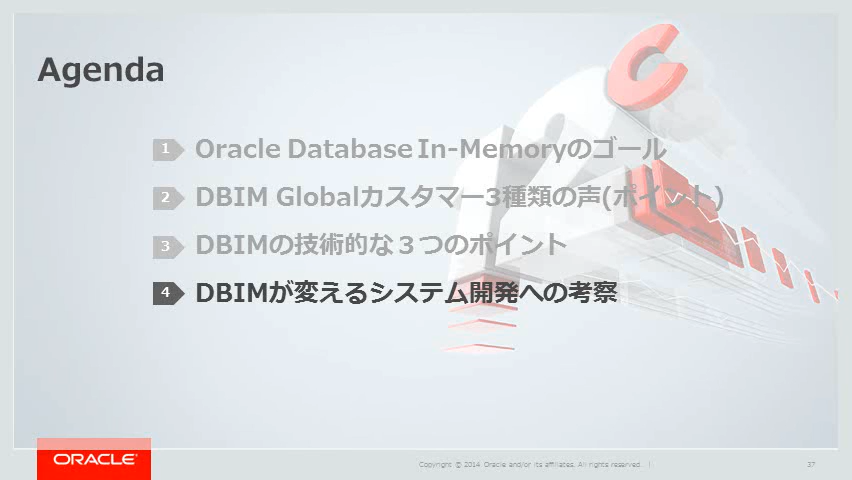 Agenda
1 Oracle Database In-Memoryのゴール
2 DBIM Globalカスタマー3種類の声(ポイント)
3 DBIMの技術的な３つのポイント
4 DBIMが変えるシステム開発への考察
ORACLE
Copyright © 2014 Oracle and/or its affiliates. All rights reserved. |
37